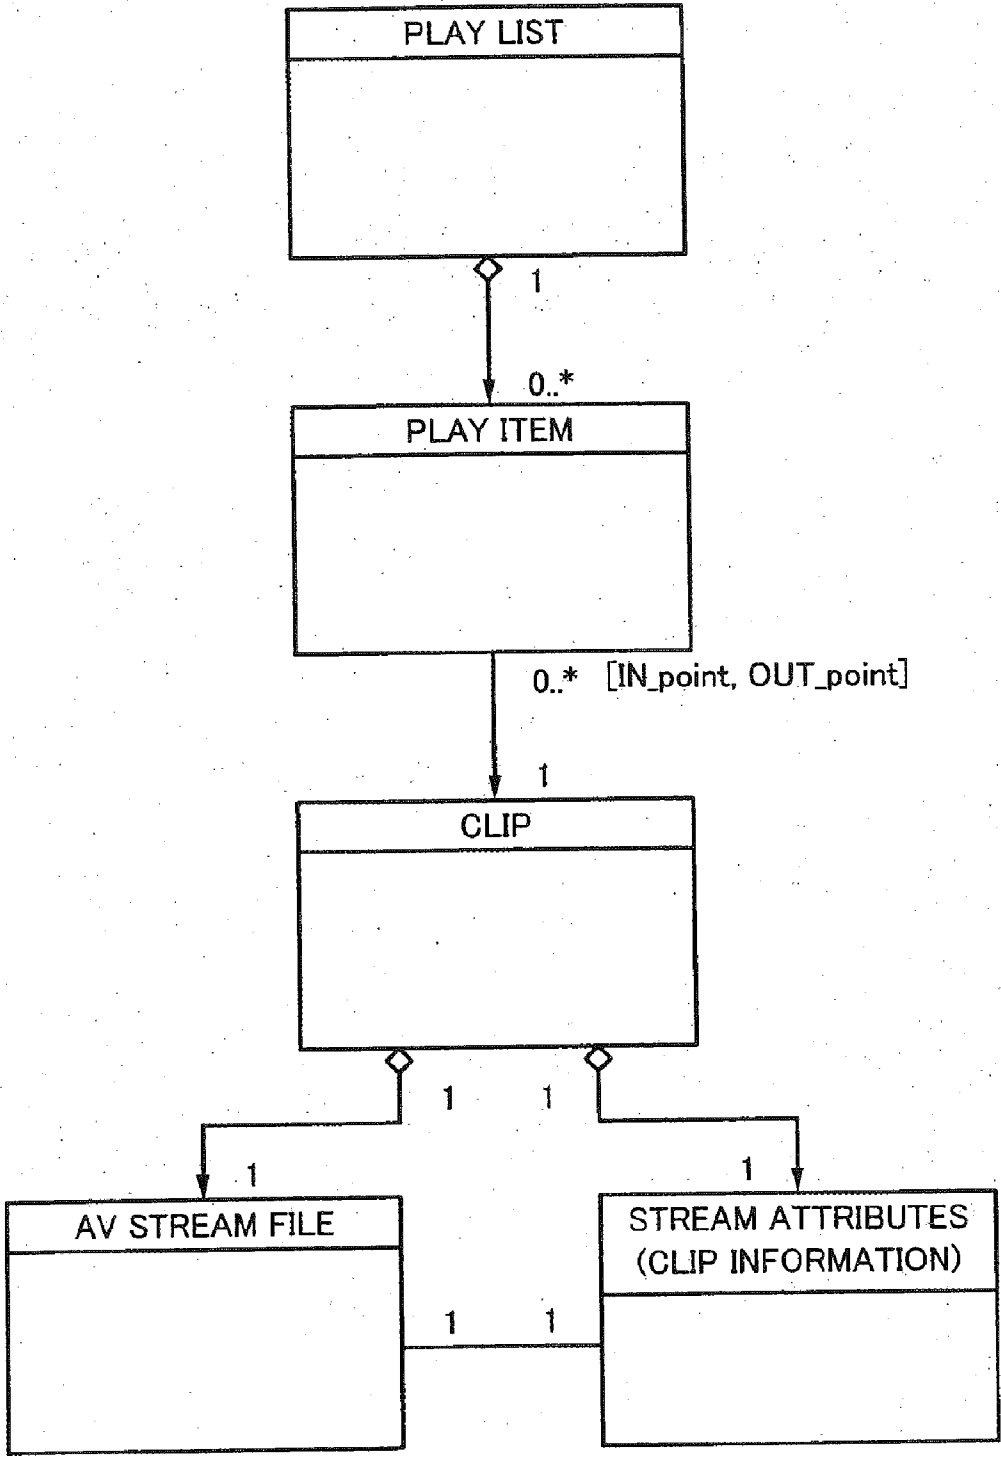 PLAY LIST
1
0..*
PLAY ITEM
0..* [IN_point, OUT_point]
1
CLIP
1 1
1 1
AV STREAM FILE
STREAM ATTRIBUTES
(CLIP INFORMATION)
1 1